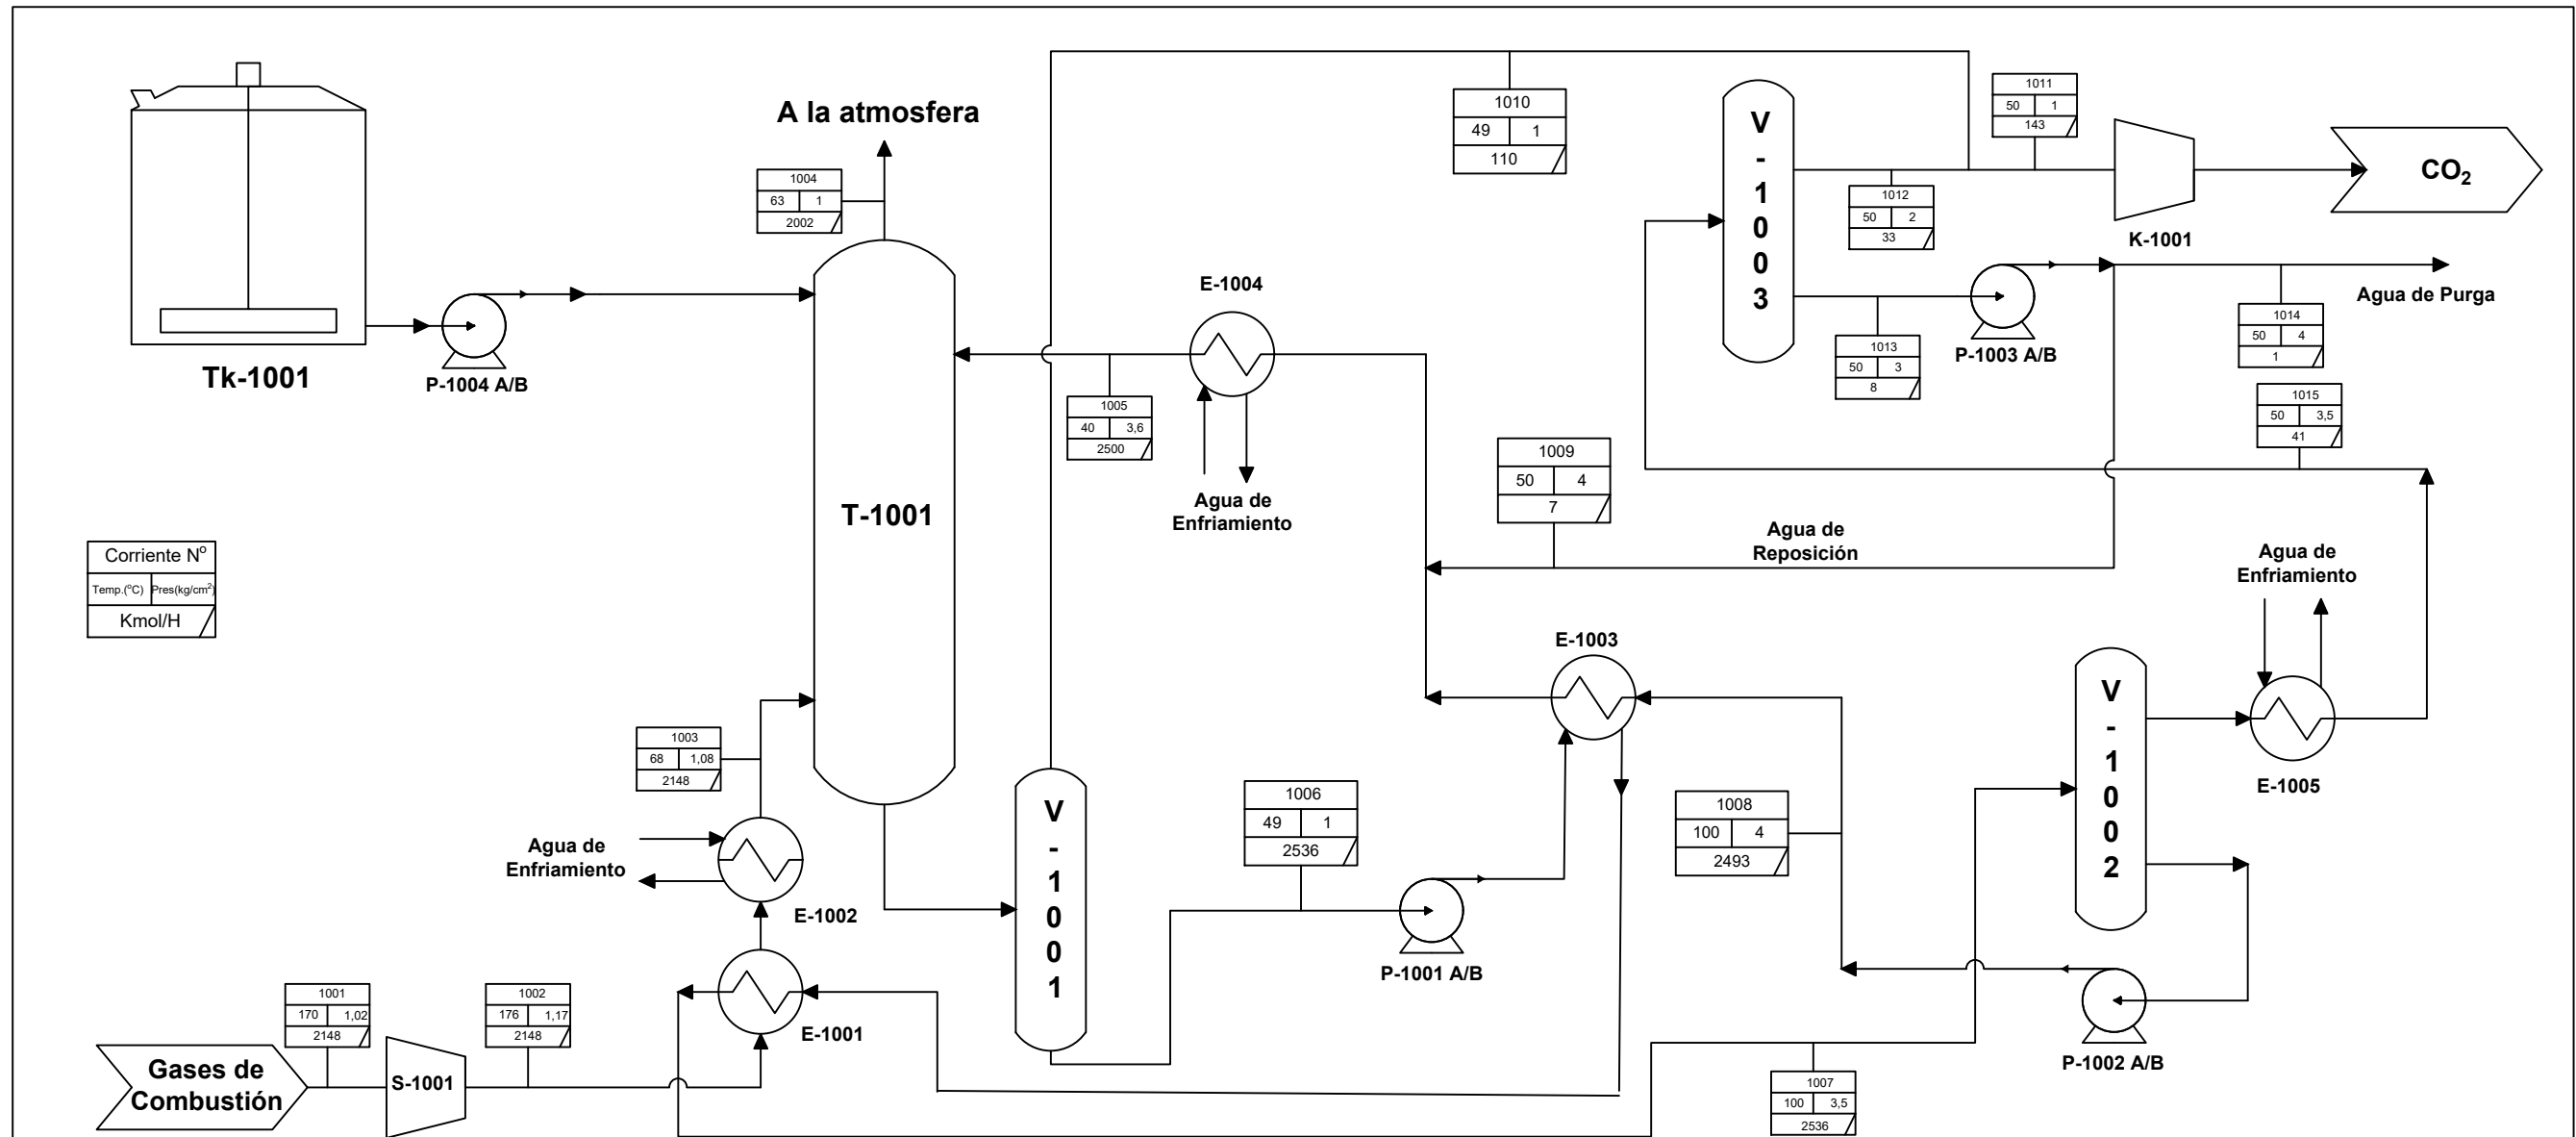 A la atmosfera
Tk-1001
P-1004 A/B
1004
63 1
2002
T-1001
E-1004
Agua de
Enfriamiento
1005
40 3,6
2500
1010
49 1
110
V
-
1
0
0
3
1011
50 1
143
1012
50 2
33
K-1001
CO₂
1013
50 3
8
P-1003 A/B
Agua de Purga
1014
50 4
1
1015
50 3,5
41
1009
50 4
7
Agua de
Reposición
Agua de
Enfriamiento
Corriente Nº
Temp.(°C) Pres(kg/cm²)
Kmol/H
E-1003
V
-
1
0
0
2
E-1005
1003
68 1,08
2148
Agua de
Enfriamiento
E-1002
V
-
1
0
0
1
1006
49 1
2536
P-1001 A/B
1008
100 4
2493
P-1002 A/B
1001
170 1,02
2148
1002
176 1,17
2148
E-1001
Gases de
Combustión
S-1001
1007
100 3,5
2536